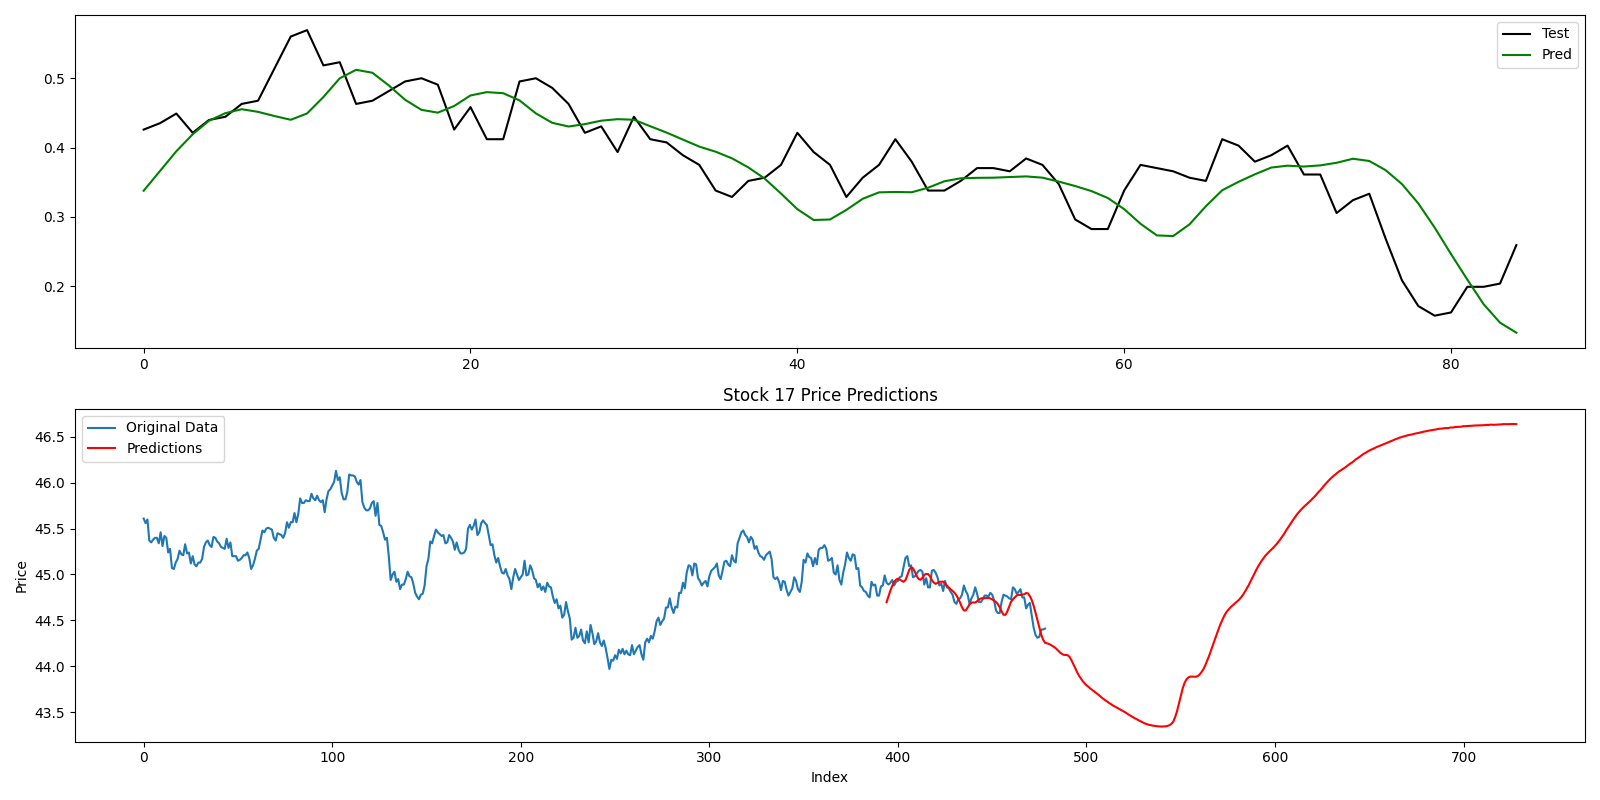 Test
Pred
0.5
0.4
0.3
0.2
0 20 40 60 80
Stock 17 Price Predictions
Original Data
Predictions
46.5
46.0
45.5
45.0
44.5
44.0
43.5
Price
0 100 200 300 400 500 600 700
Index